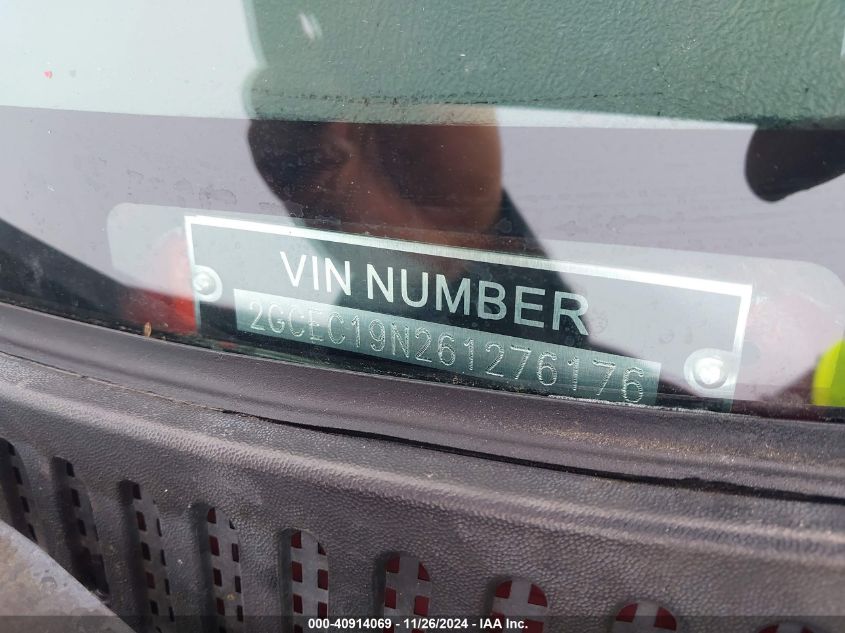 VIN NUMBER
2GCEC19N261276176
000-40914069 - 11/26/2024 - IAA Inc.